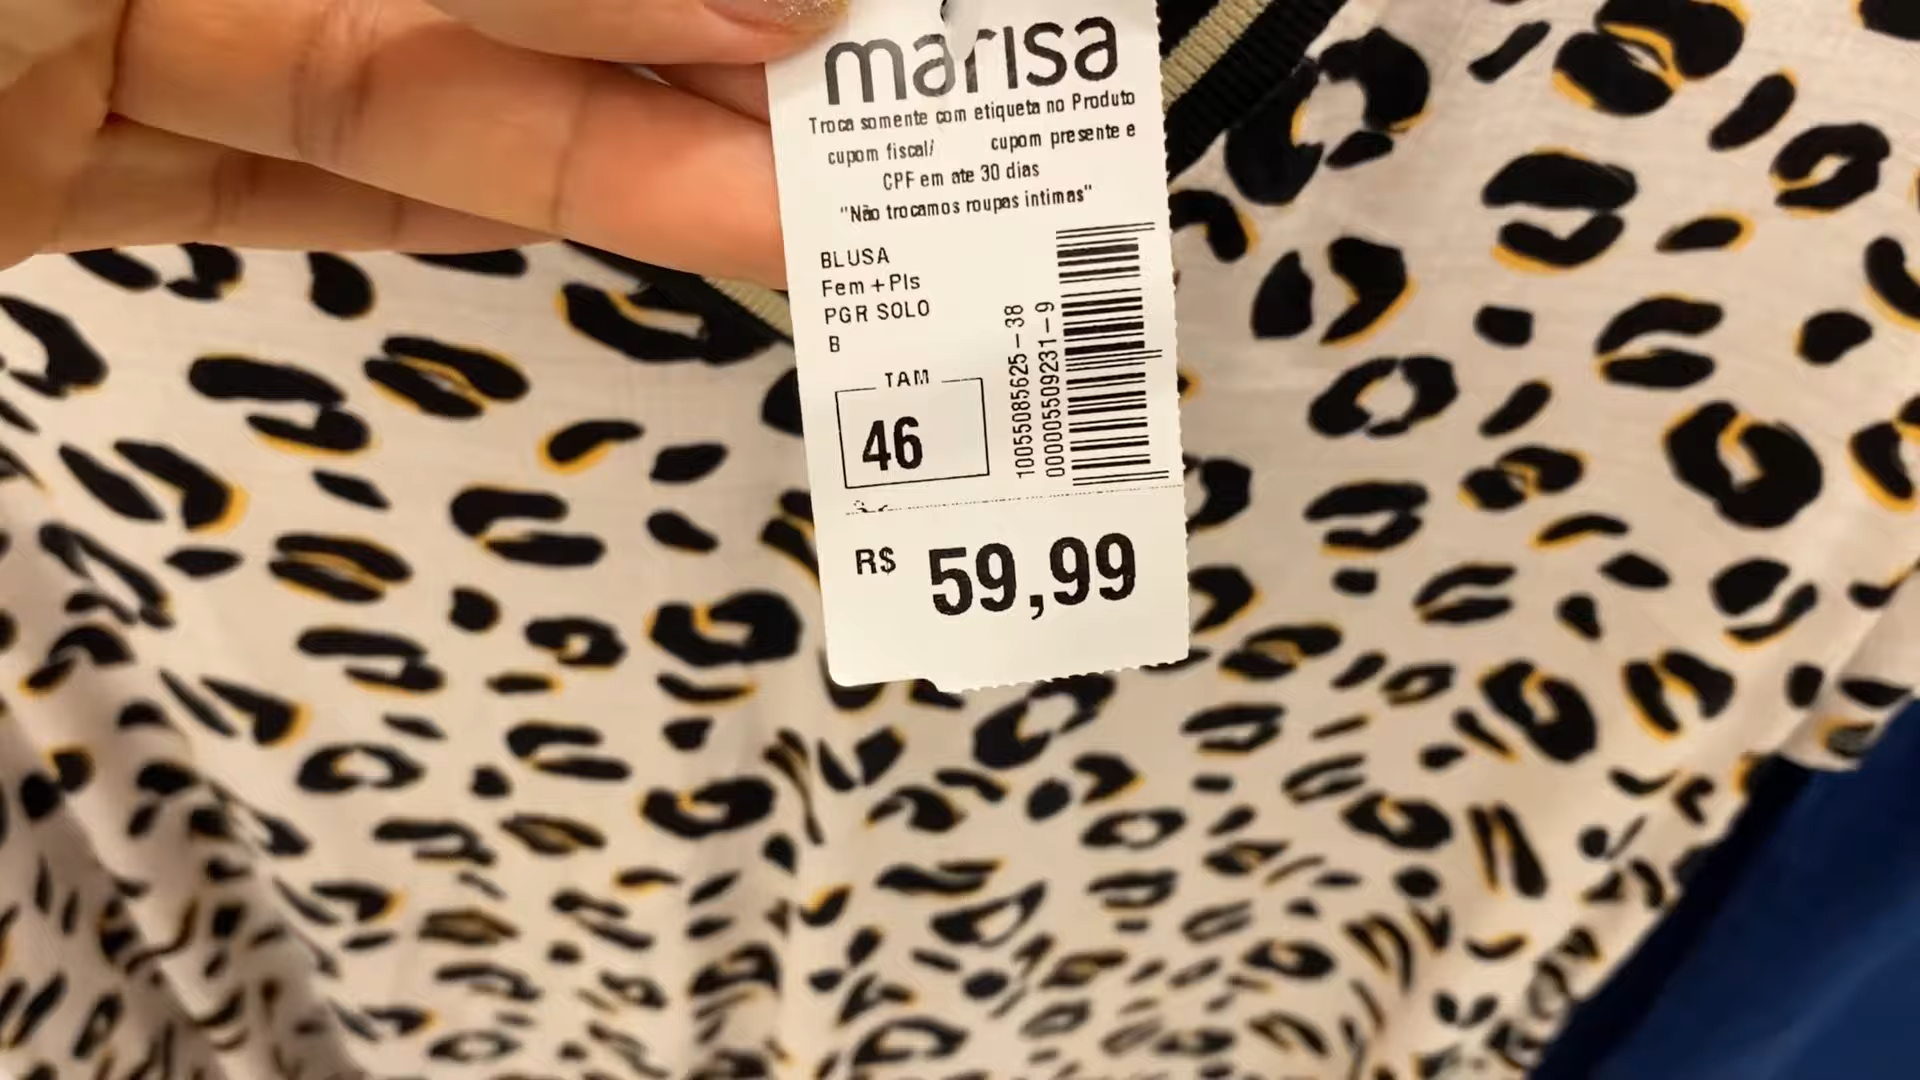 marisa
Troca somente com etiqueta no Produto
cupom fiscal/ cupom presente e
CPF em ate 30 dias
"Não trocamos roupas intimas"
BLUSA
Fem + Pls
PGR SOLO
B
TAM
46
10055085625-38
000005509231-9
R$ 59,99